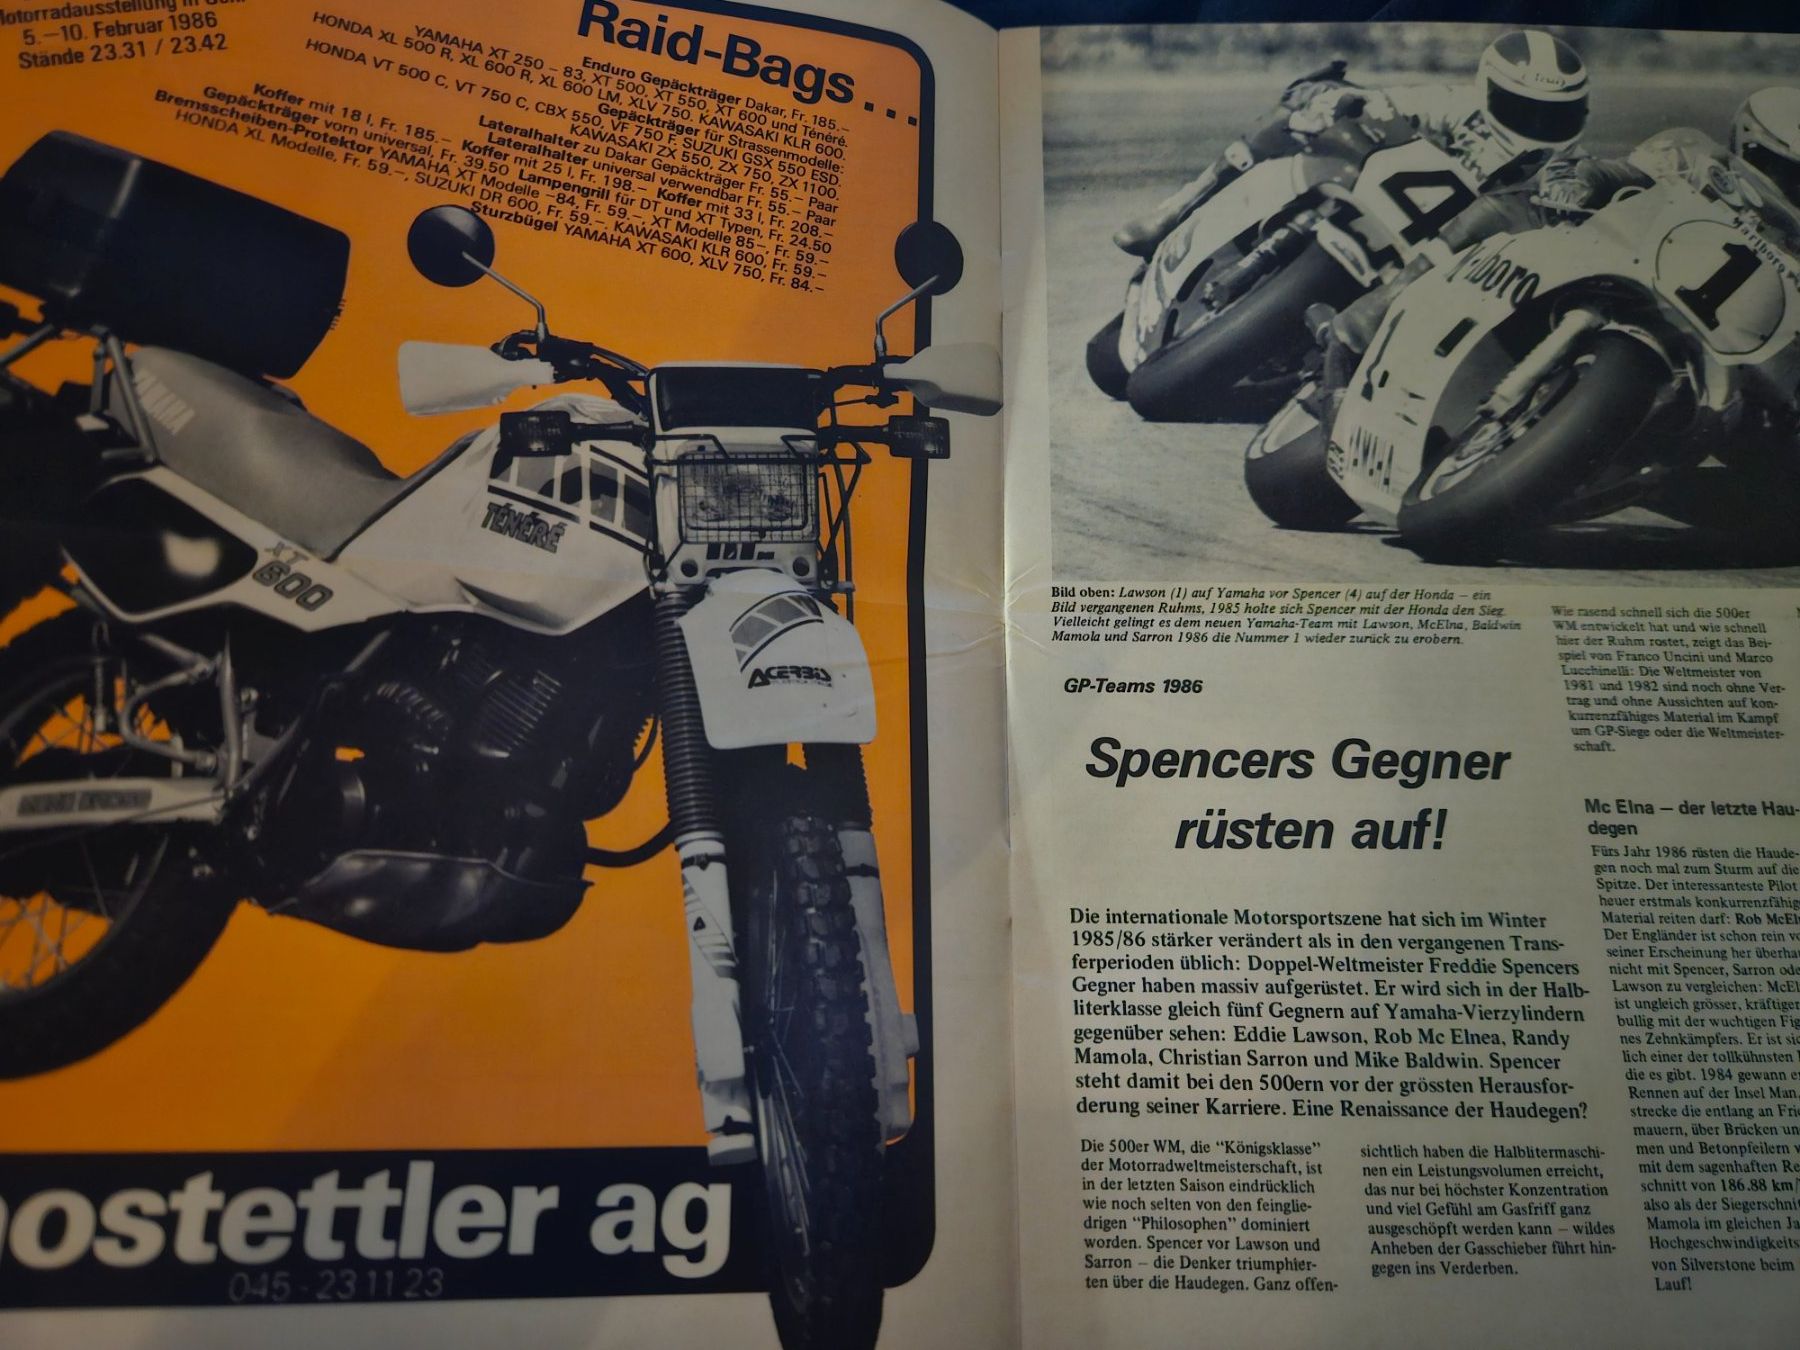 Motorradausstellung in
5.–10. Februar 1986
Stände 23.31 / 23.42
Raid-Bags...
Enduro Gepäckträger Dakar, Fr. 185.–
YAMAHA XT 250 – 83, XT 500, XT 550, XT 600 und Ténéré.
HONDA XL 500 R, XL 600 R, XL 600 LM, XLV 750. KAWASAKI KLR 600.
Gepäckträger für Strassenmodelle:
HONDA VT 500 C, VT 750 C, CBX 550, VF 750 F. SUZUKI GSX 550 ESD.
KAWASAKI ZX 550, ZX 750, ZX 1100.
Lateralhalter zu Dakar Gepäckträger Fr. 55.– Paar
Lateralhalter universal verwendbar Fr. 55.– Paar
Koffer mit 18 l, Fr. 185.– Koffer mit 25 l, Fr. 198.– Koffer mit 33 l, Fr. 208.–
Gepäckträger vorn universal, Fr. 39.50 Lampengrill für DT und XT Typen, Fr. 24.50
Bremsscheiben-Protektor YAMAHA XT Modelle –84, Fr. 59.–, XT Modelle 85–, Fr. 59.–
HONDA XL Modelle, Fr. 59.–, SUZUKI DR 600, Fr. 59.–. KAWASAKI KLR 600, Fr. 59.–
Sturzbügel YAMAHA XT 600, XLV 750, Fr. 84.–
YAMAHA
TÉNÉRÉ
XT
600
ACERBIS
hostettler ag
045-23 11 23
4
1
Marlboro
Marlboro
YAMAHA
Bild oben: Lawson (1) auf Yamaha vor Spencer (4) auf der Honda – ein
Bild vergangenen Ruhms, 1985 holte sich Spencer mit der Honda den Sieg.
Vielleicht gelingt es dem neuen Yamaha-Team mit Lawson, McElna, Baldwin
Mamola und Sarron 1986 die Nummer 1 wieder zurück zu erobern.
GP-Teams 1986
Spencers Gegner
rüsten auf!
Die internationale Motorsportszene hat sich im Winter
1985/86 stärker verändert als in den vergangenen Trans-
ferperioden üblich: Doppel-Weltmeister Freddie Spencers
Gegner haben massiv aufgerüstet. Er wird sich in der Halb-
literklasse gleich fünf Gegnern auf Yamaha-Vierzylindern
gegenüber sehen: Eddie Lawson, Rob Mc Elnea, Randy
Mamola, Christian Sarron und Mike Baldwin. Spencer
steht damit bei den 500ern vor der grössten Herausfor-
derung seiner Karriere. Eine Renaissance der Haudegen?
Die 500er WM, die "Königsklasse"
der Motorradweltmeisterschaft, ist
in der letzten Saison eindrücklich
wie noch selten von den feinglie-
drigen "Philosophen" dominiert
worden. Spencer vor Lawson und
Sarron – die Denker triumphier-
ten über die Haudegen. Ganz offen-
sichtlich haben die Halblitermaschi-
nen ein Leistungsvolumen erreicht,
das nur bei höchster Konzentration
und viel Gefühl am Gasgriff ganz
ausgeschöpft werden kann – wildes
Anheben der Gasschieber führt hin-
gegen ins Verderben.
Wie rasend schnell sich die 500er
WM entwickelt hat und wie schnell
hier der Ruhm rostet, zeigt das Bei-
spiel von Franco Uncini und Marco
Lucchinelli: Die Weltmeister von
1981 und 1982 sind noch ohne Ver-
trag und ohne Aussichten auf kon-
kurrenzfähiges Material im Kampf
um GP-Siege oder die Weltmeister-
schaft.
Mc Elna – der letzte Hau-
degen
Fürs Jahr 1986 rüsten die Haude-
gen noch mal zum Sturm auf die
Spitze. Der interessanteste Pilot
heuer erstmals konkurrenzfähig
Material reiten darf: Rob McEl
Der Engländer ist schon rein v
seiner Erscheinung her überha
nicht mit Spencer, Sarron ode
Lawson zu vergleichen: McEl
ist ungleich grösser, kräftiger
bullig mit der wuchtigen Fig
nes Zehnkämpfers. Er ist si
lich einer der tollkühnsten
die es gibt. 1984 gewann e
Rennen auf der Insel Man,
strecke die entlang an Fri
mauern, über Brücken un
men und Betonpfeilern v
mit dem sagenhaften Re
schnitt von 186.88 km/
also als der Siegerschni
Mamola im gleichen Ja
Hochgeschwindigkeits
von Silverstone beim
Lauf!